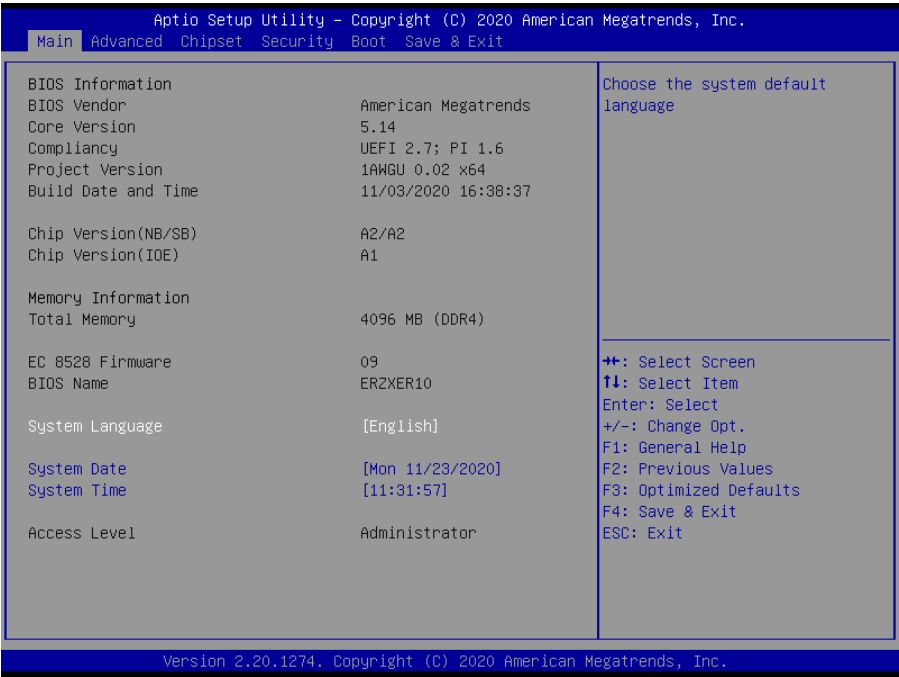 Aptio Setup Utility – Copyright (C) 2020 American Megatrends, Inc.
Main Advanced Chipset Security Boot Save & Exit
BIOS Information
BIOS Vendor American Megatrends
Core Version 5.14
Compliancy UEFI 2.7; PI 1.6
Project Version 1AWGU 0.02 x64
Build Date and Time 11/03/2020 16:38:37
Chip Version(NB/SB) A2/A2
Chip Version(IOE) A1
Memory Information
Total Memory 4096 MB (DDR4)
EC 8528 Firmware 09
BIOS Name ERZXER10
System Language [English]
System Date [Mon 11/23/2020]
System Time [11:31:57]
Access Level Administrator
Choose the system default
language
→←: Select Screen
↑↓: Select Item
Enter: Select
+/-: Change Opt.
F1: General Help
F2: Previous Values
F3: Optimized Defaults
F4: Save & Exit
ESC: Exit
Version 2.20.1274. Copyright (C) 2020 American Megatrends, Inc.